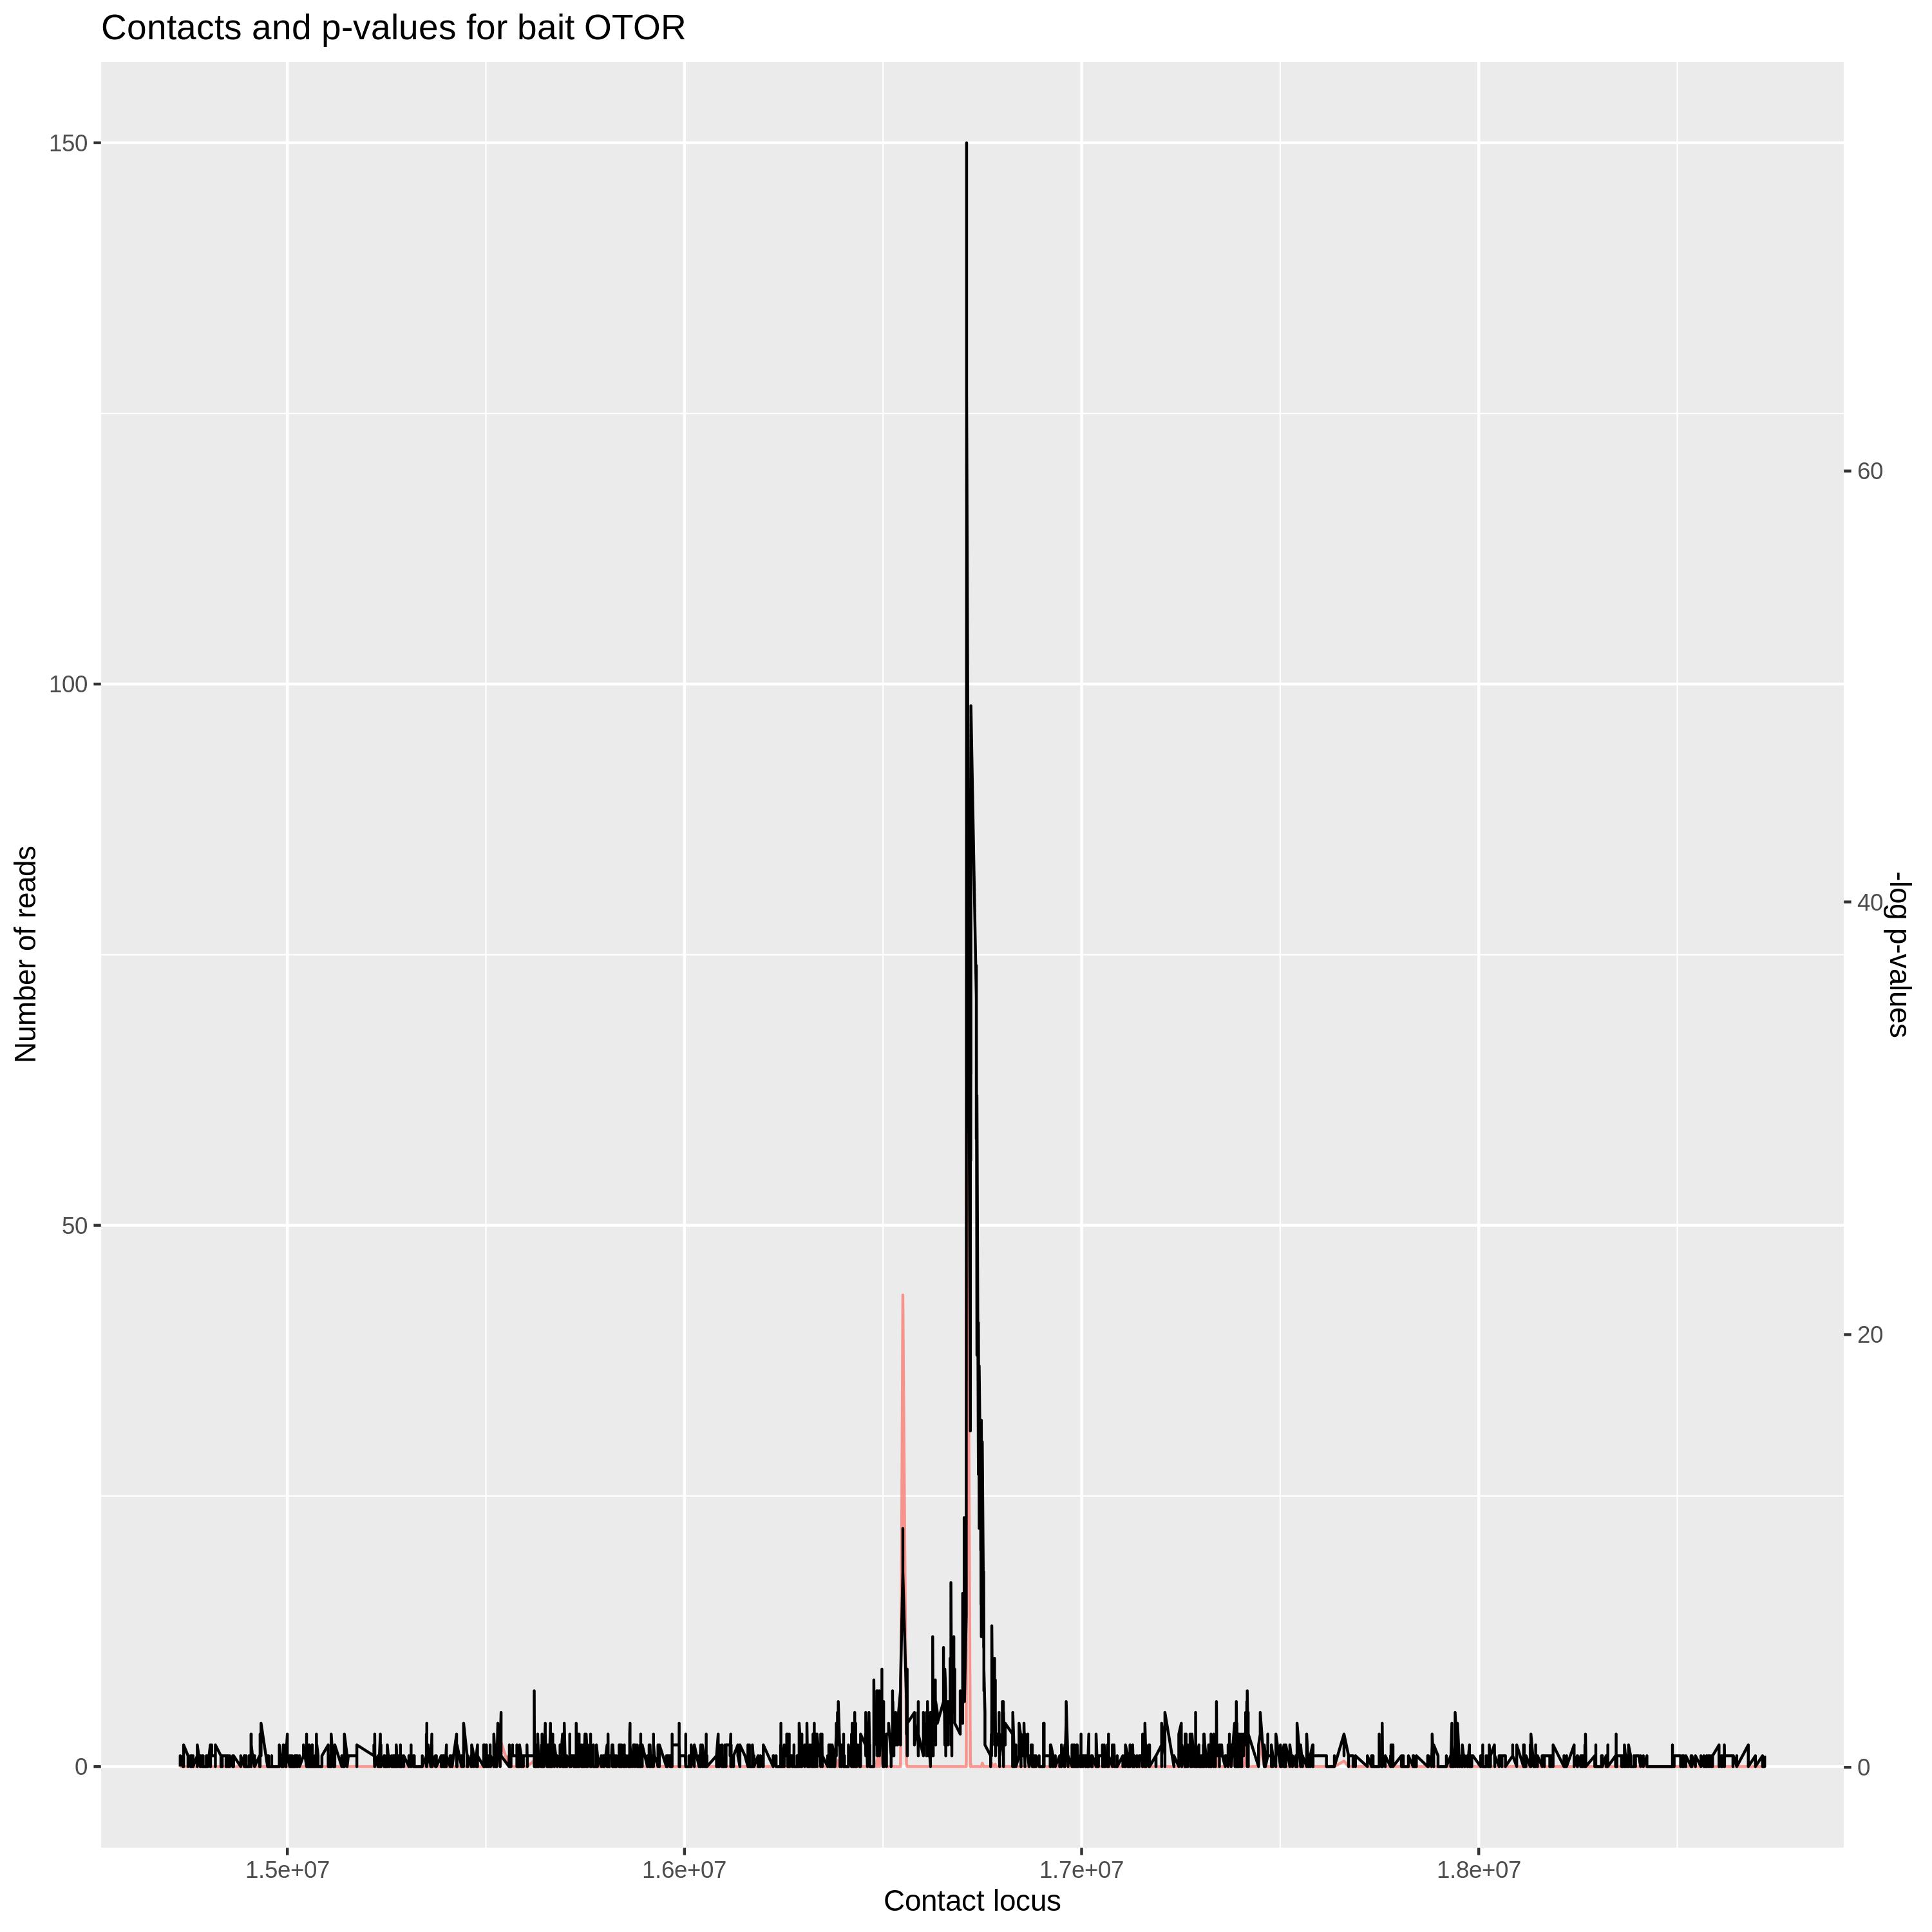 Contacts and p-values for bait OTOR
150
100
50
0
Number of reads
60
40
20
0
-log p-values
1.5e+07
1.6e+07
1.7e+07
1.8e+07
Contact locus